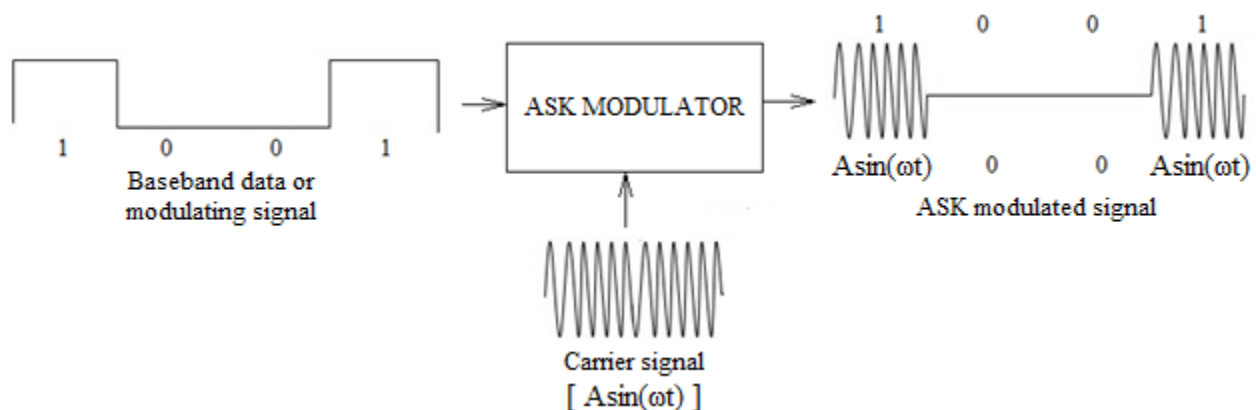 1 0 0 1
Baseband data or
modulating signal
ASK MODULATOR
Carrier signal
[ Asin(ωt) ]
1 0 0 1
Asin(ωt) 0 0 Asin(ωt)
ASK modulated signal